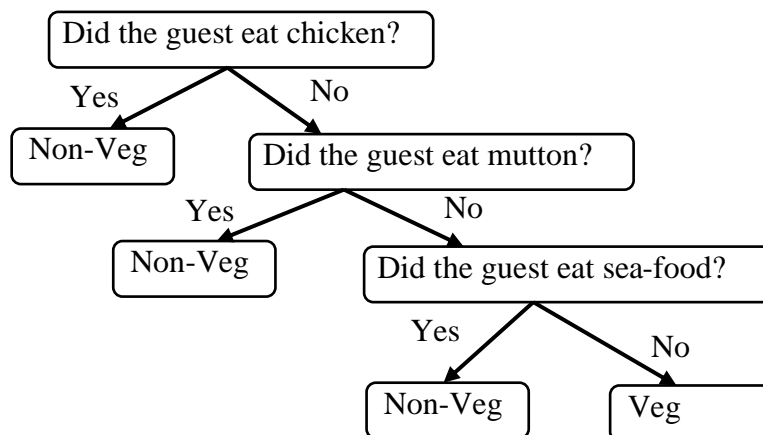 Did the guest eat chicken?
Yes
No
Non-Veg
Did the guest eat mutton?
Yes
No
Non-Veg
Did the guest eat sea-food?
Yes
No
Non-Veg
Veg